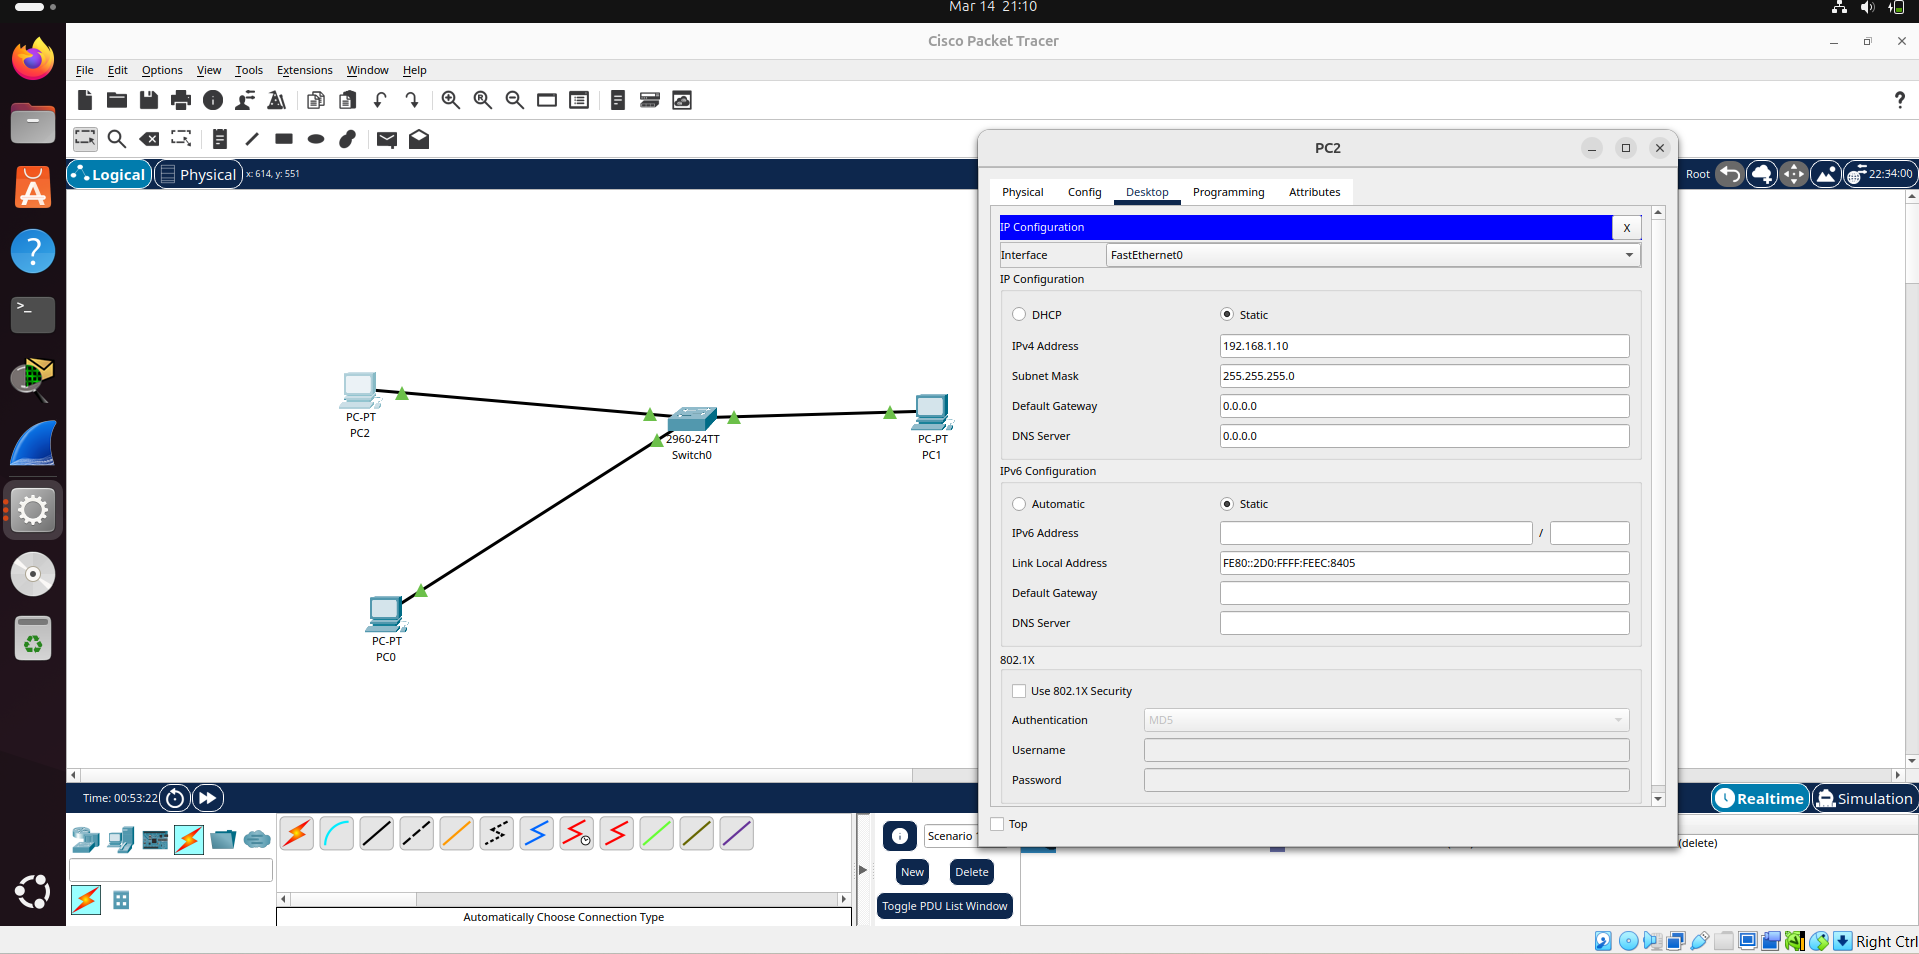 Mar 14 21:10
Cisco Packet Tracer
File Edit Options View Tools Extensions Window Help
?
Logical Physical x: 614, y: 551
Root 22:34:00
PC-PT
PC2
2960-24TT
Switch0
PC-PT
PC1
PC-PT
PC0
PC2
Physical Config Desktop Programming Attributes
IP Configuration X
Interface FastEthernet0
IP Configuration
DHCP Static
IPv4 Address 192.168.1.10
Subnet Mask 255.255.255.0
Default Gateway 0.0.0.0
DNS Server 0.0.0.0
IPv6 Configuration
Automatic Static
IPv6 Address /
Link Local Address FE80::2D0:FFFF:FEEC:8405
Default Gateway
DNS Server
802.1X
Use 802.1X Security
Authentication MD5
Username
Password
Top
Time: 00:53:22
Realtime Simulation
Scenario
(delete)
New Delete
Toggle PDU List Window
Automatically Choose Connection Type
Right Ctrl